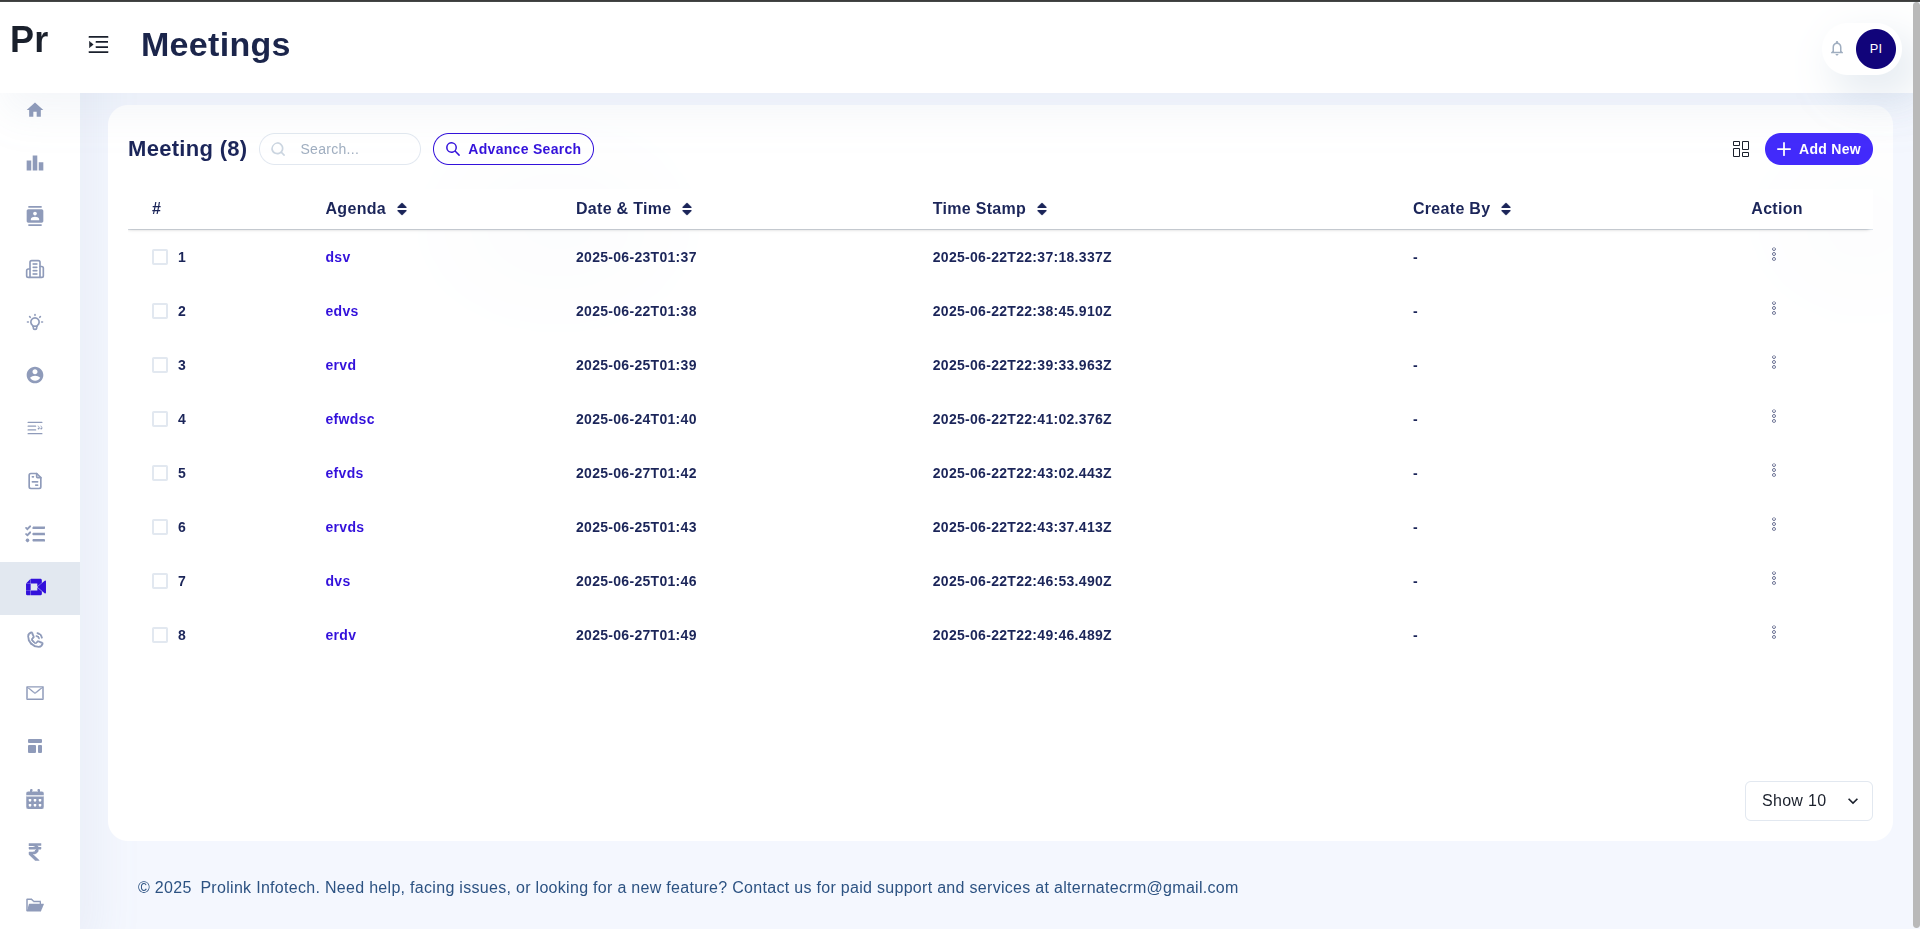 Pr
Meetings
PI
Meeting (8)
Search...
Advance Search
Add New
# Agenda Date & Time Time Stamp Create By Action
1 dsv 2025-06-23T01:37 2025-06-22T22:37:18.337Z -
2 edvs 2025-06-22T01:38 2025-06-22T22:38:45.910Z -
3 ervd 2025-06-25T01:39 2025-06-22T22:39:33.963Z -
4 efwdsc 2025-06-24T01:40 2025-06-22T22:41:02.376Z -
5 efvds 2025-06-27T01:42 2025-06-22T22:43:02.443Z -
6 ervds 2025-06-25T01:43 2025-06-22T22:43:37.413Z -
7 dvs 2025-06-25T01:46 2025-06-22T22:46:53.490Z -
8 erdv 2025-06-27T01:49 2025-06-22T22:49:46.489Z -
Show 10
© 2025  Prolink Infotech. Need help, facing issues, or looking for a new feature? Contact us for paid support and services at alternatecrm@gmail.com